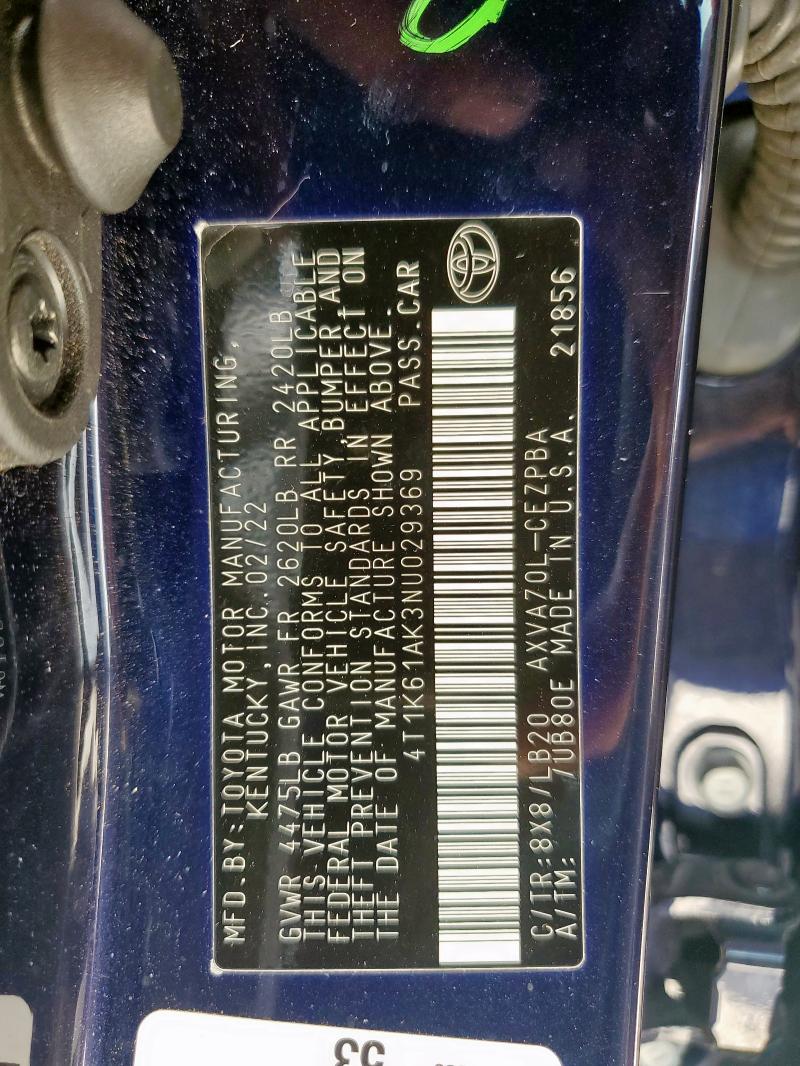 MFD.BY:TOYOTA MOTOR MANUFACTURING,
KENTUCKY,INC.02/22
GVWR 4475LB GAWR FR 2620LB RR 2420LB
THIS VEHICLE CONFORMS TO ALL APPLICABLE
FEDERAL MOTOR VEHICLE SAFETY,BUMPER,AND
THEFT PREVENTION STANDARDS IN EFFECT ON
THE DATE OF MANUFACTURE SHOWN ABOVE.
4T1K61AK3NU029369 PASS.CAR
C/TR:8X8/LB20 AXVA70L-CEZPBA
A/TM: /UB80E MADE IN U.S.A. 21856
53